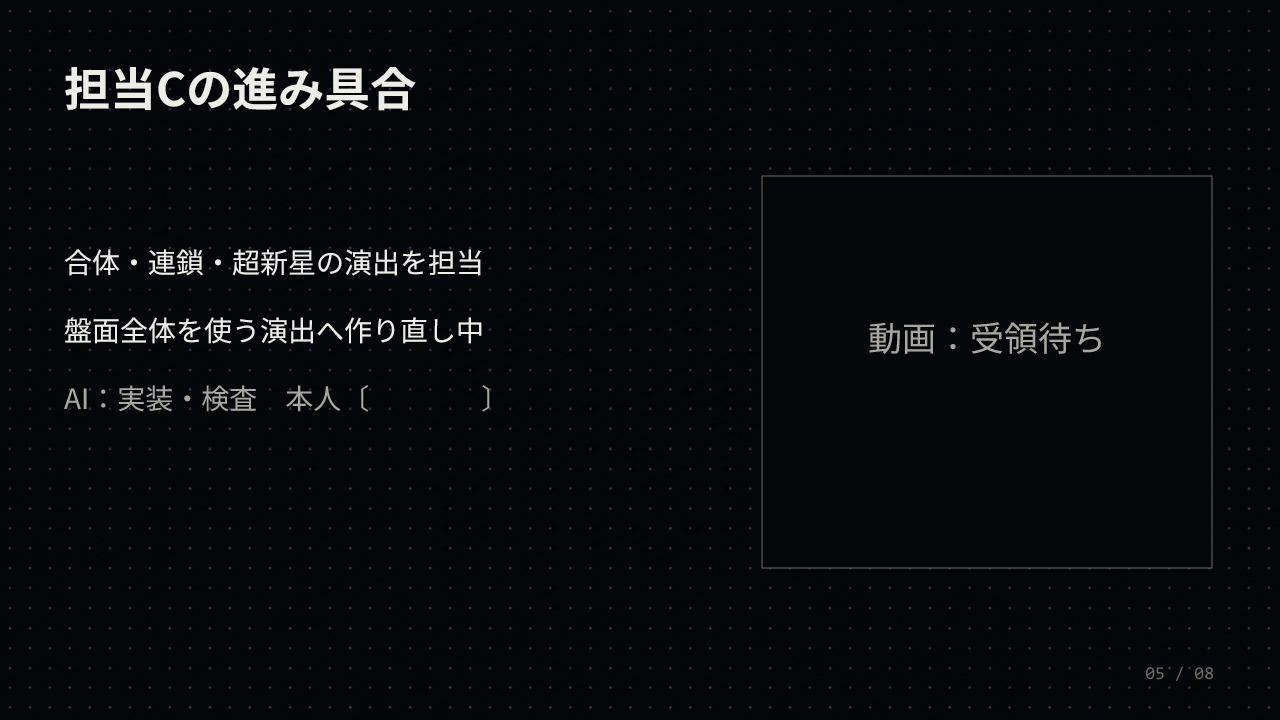 担当Cの進み具合
合体・連鎖・超新星の演出を担当
盤面全体を使う演出へ作り直し中
AI：実装・検査　本人〔　　　　〕
動画：受領待ち
05 / 08